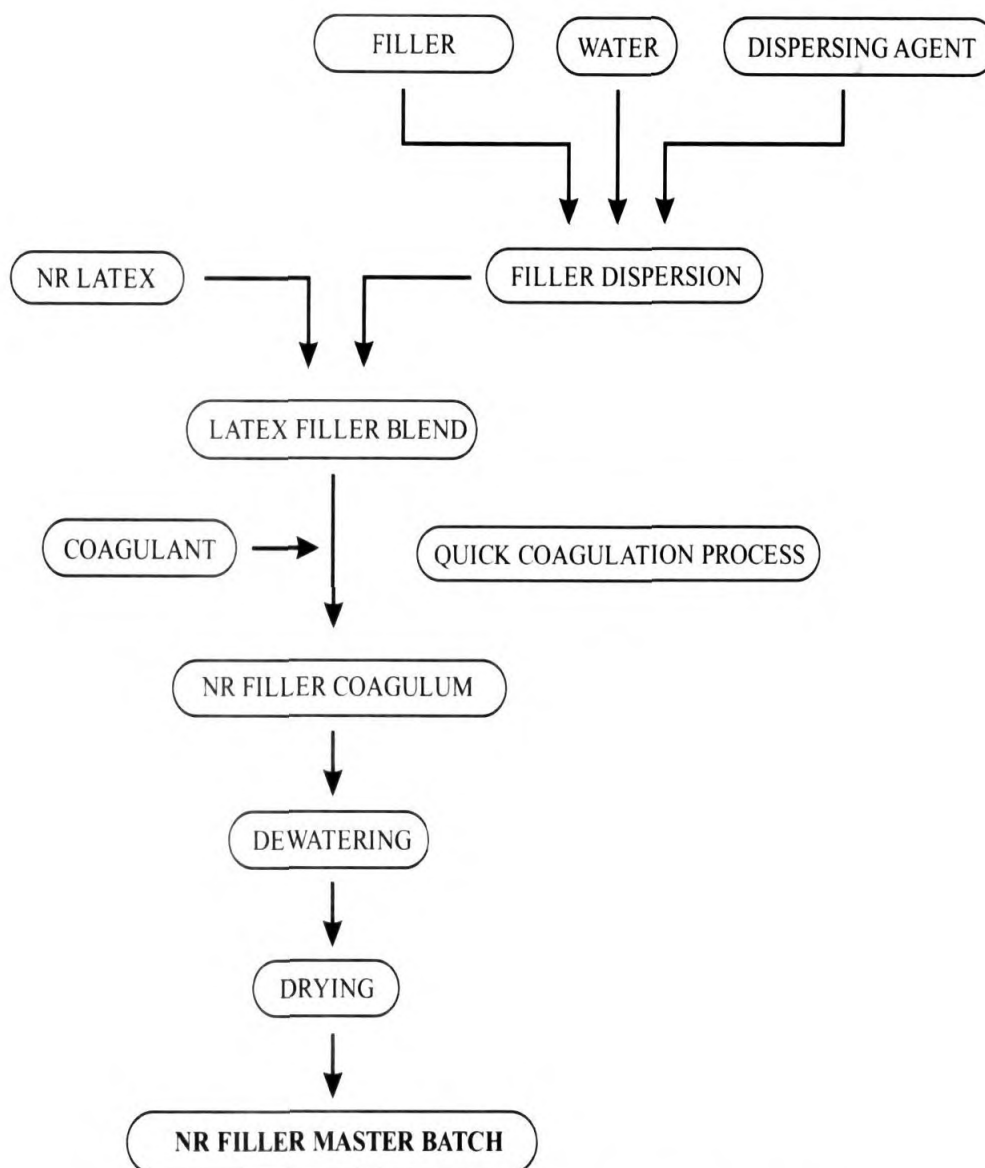 FILLER
WATER
DISPERSING AGENT
NR LATEX
FILLER DISPERSION
LATEX FILLER BLEND
COAGULANT
QUICK COAGULATION PROCESS
NR FILLER COAGULUM
DEWATERING
DRYING
NR FILLER MASTER BATCH